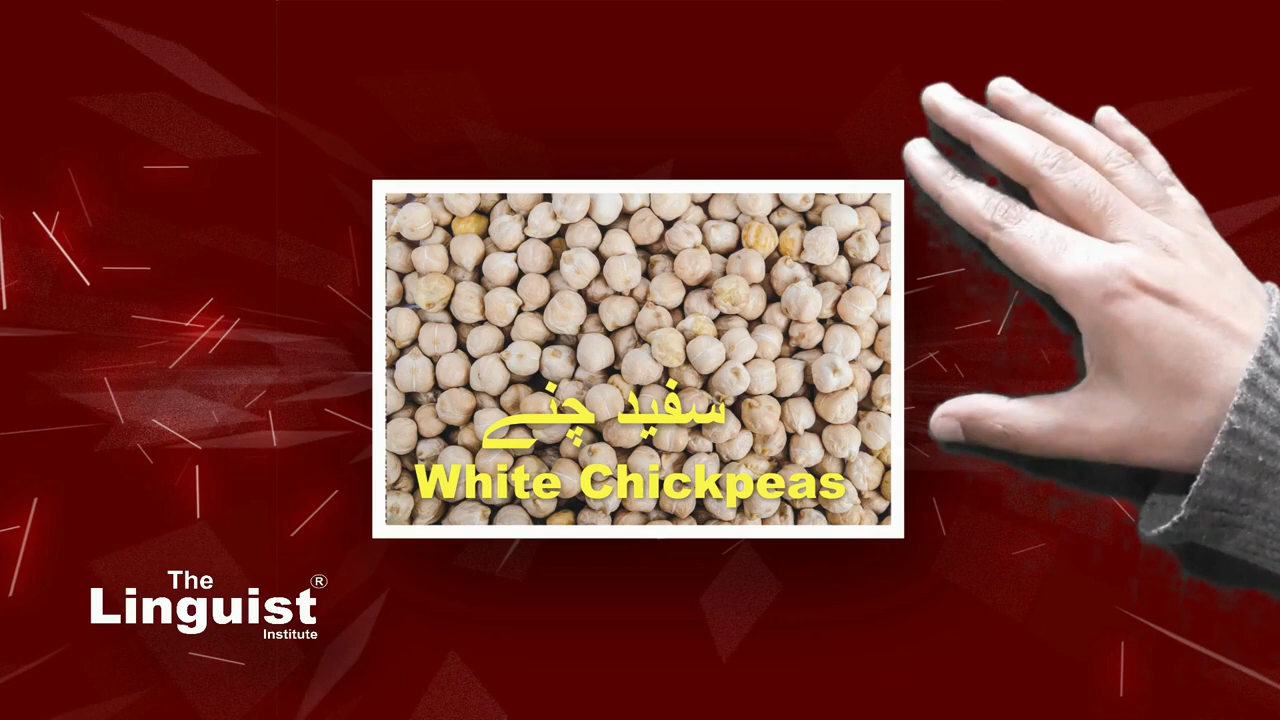 سفید چنے
White Chickpeas
The
Linguist ®
Institute